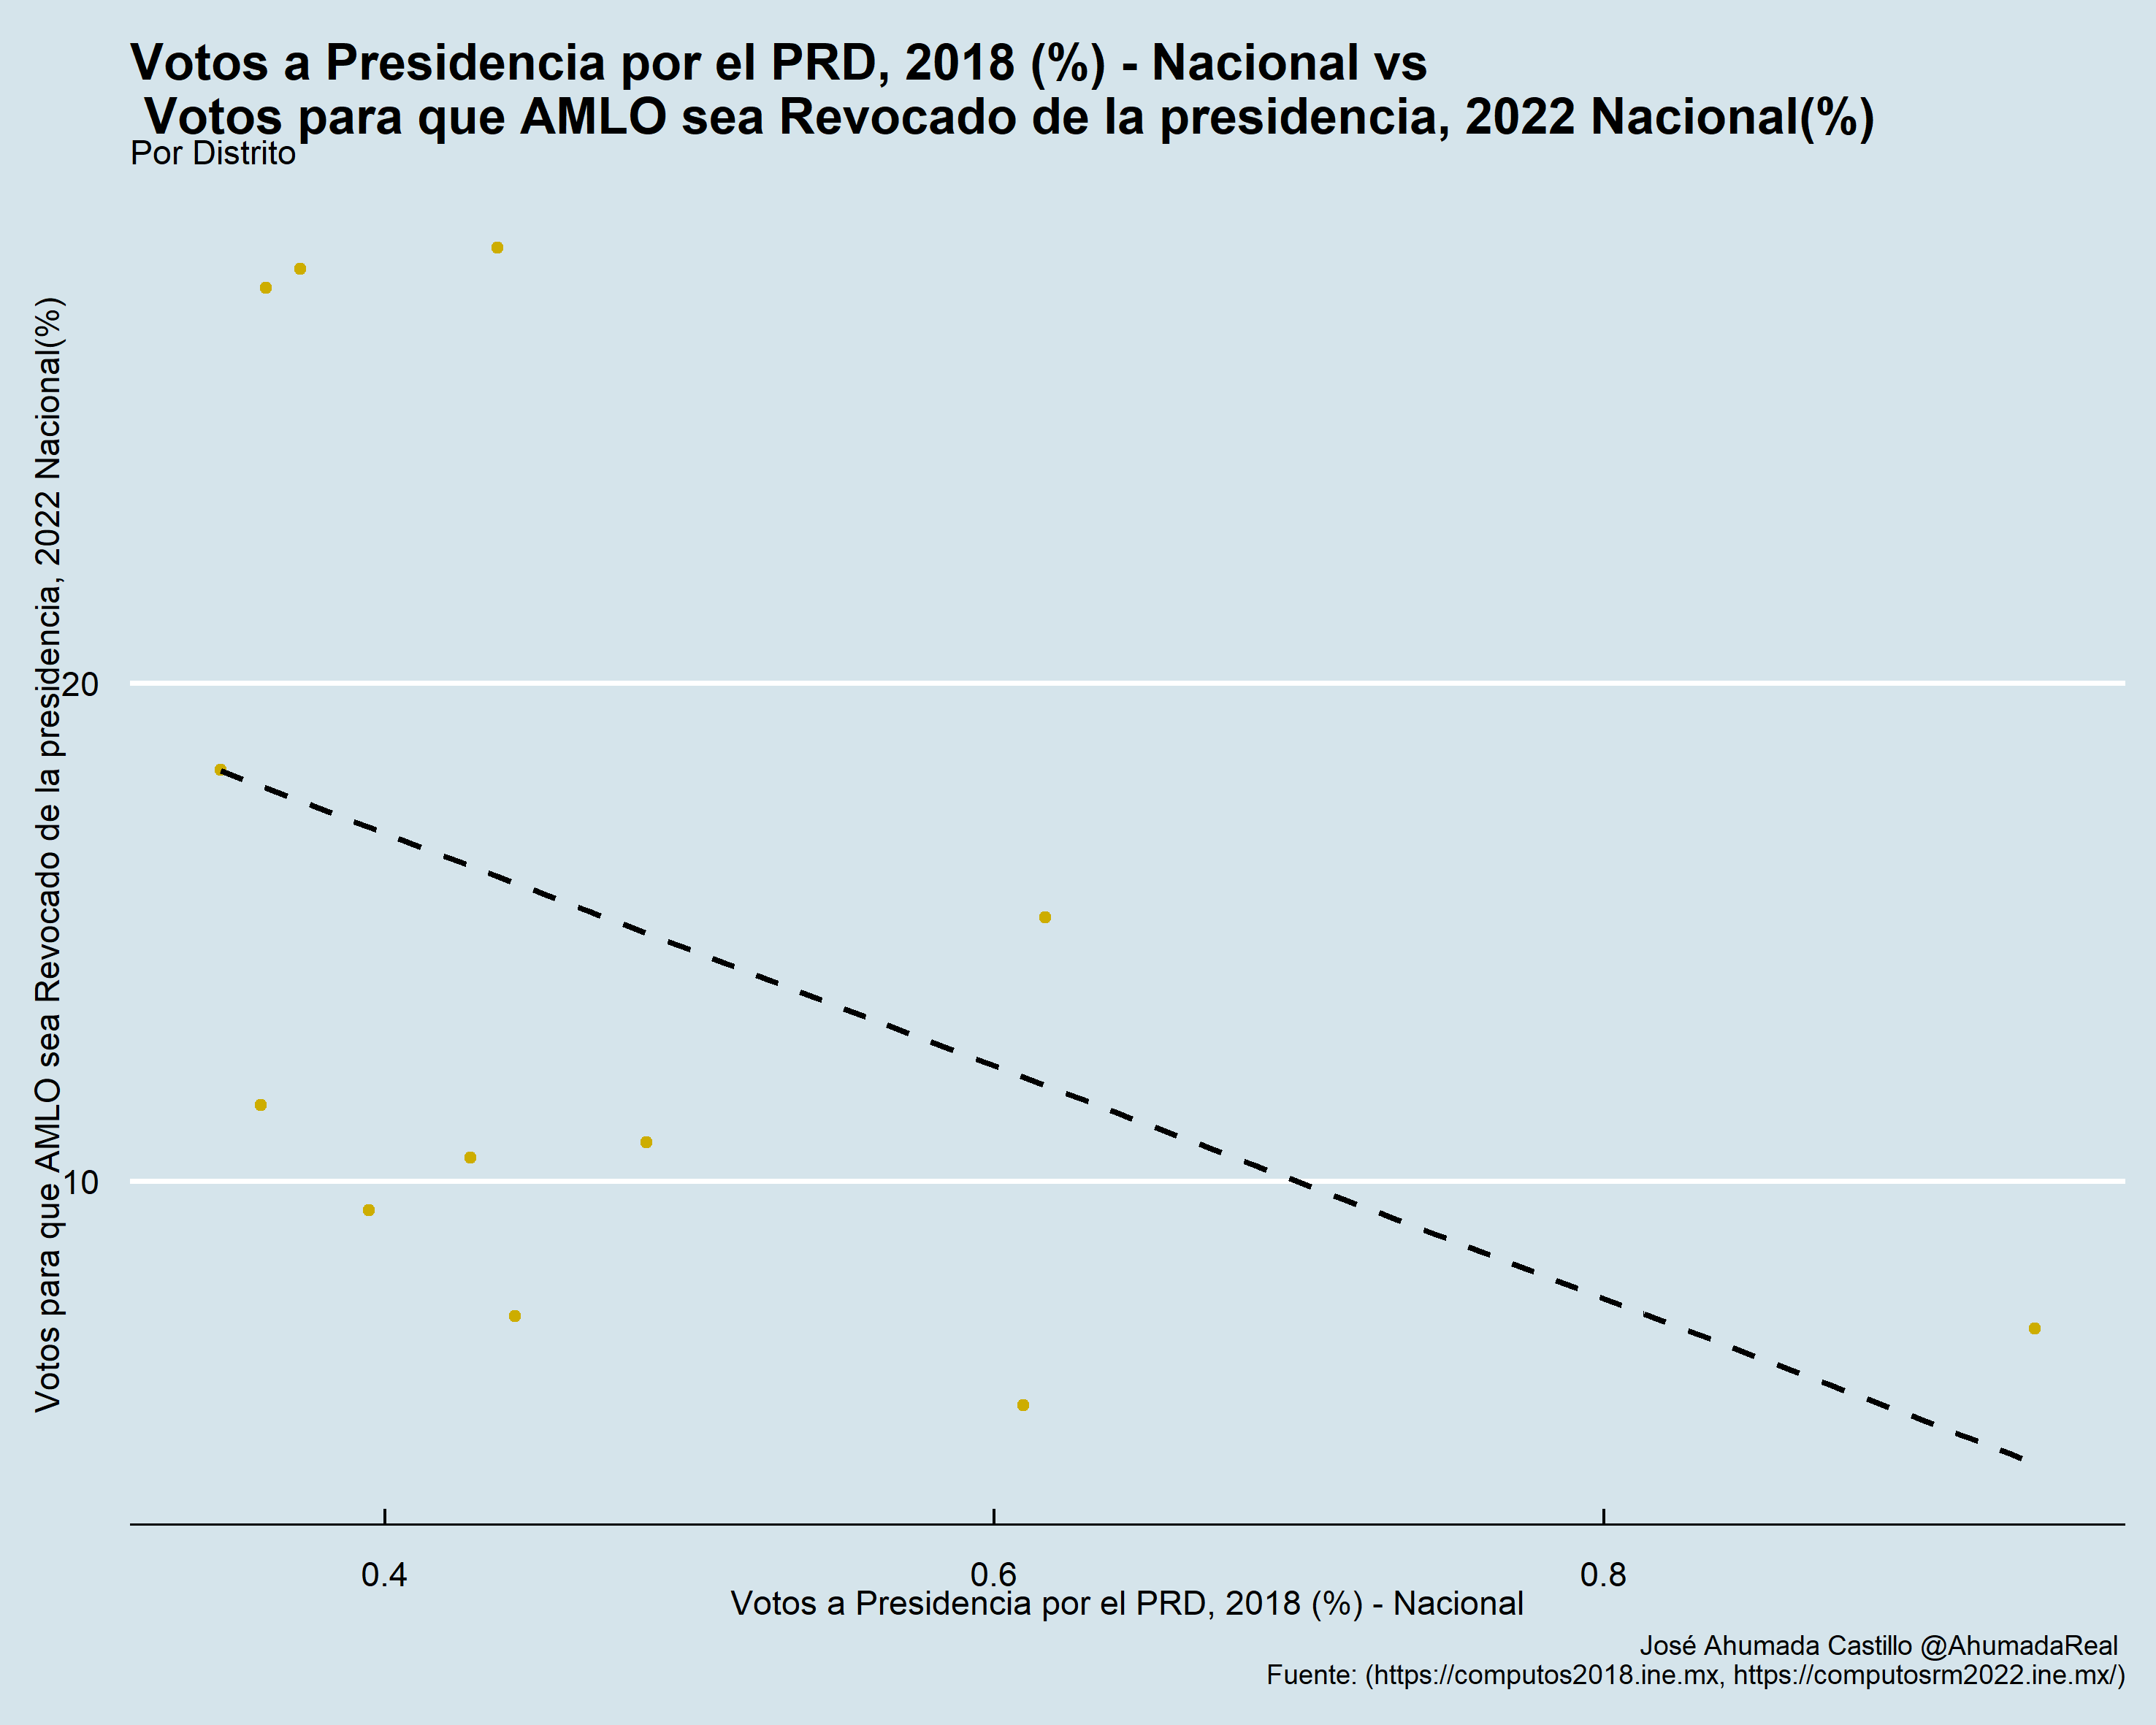 Votos a Presidencia por el PRD, 2018 (%) - Nacional vs
Votos para que AMLO sea Revocado de la presidencia, 2022 Nacional(%)
Por Distrito
Votos para que AMLO sea Revocado de la presidencia, 2022 Nacional(%)
20
10
0.4
0.6
0.8
Votos a Presidencia por el PRD, 2018 (%) - Nacional
José Ahumada Castillo @AhumadaReal
Fuente: (https://computos2018.ine.mx, https://computosrm2022.ine.mx/)